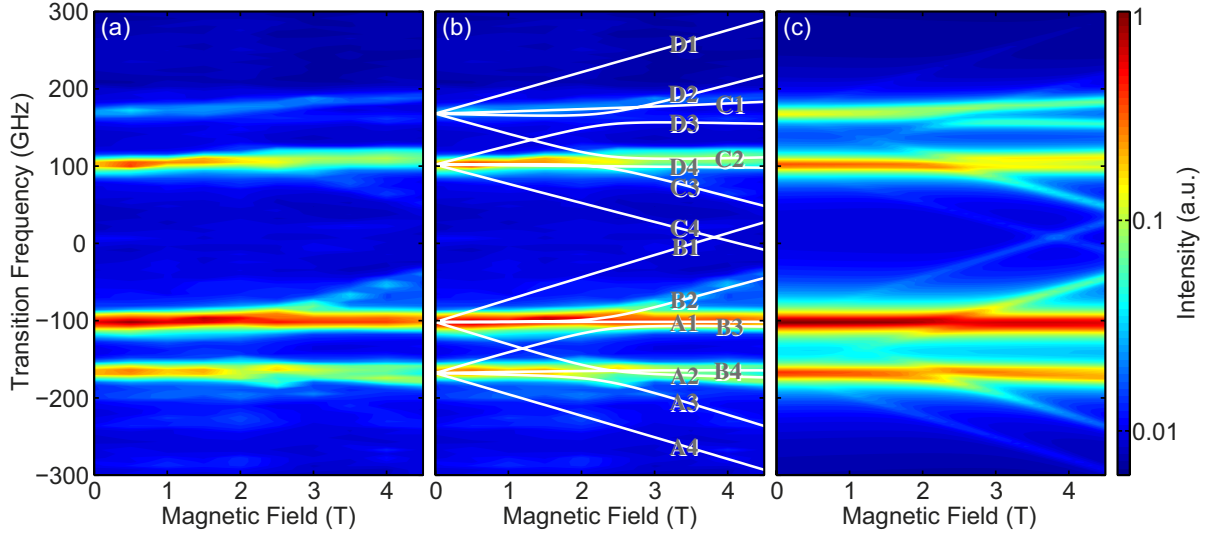 (a)
(b)
(c)
300
200
100
0
−100
−200
−300
Transition Frequency (GHz)
D1
D2
C1
D3
C2
D4
C3
C4
B1
B2
A1
B3
B4
A2
A3
A4
1
0.1
0.01
Intensity (a.u.)
0 1 2 3 4
0 1 2 3 4
0 1 2 3 4
Magnetic Field (T)
Magnetic Field (T)
Magnetic Field (T)